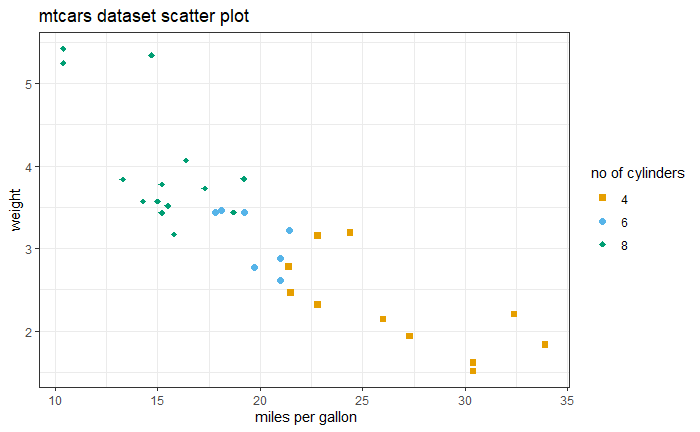 mtcars dataset scatter plot
5
4
3
2
weight
10 15 20 25 30 35
miles per gallon
no of cylinders
4
6
8